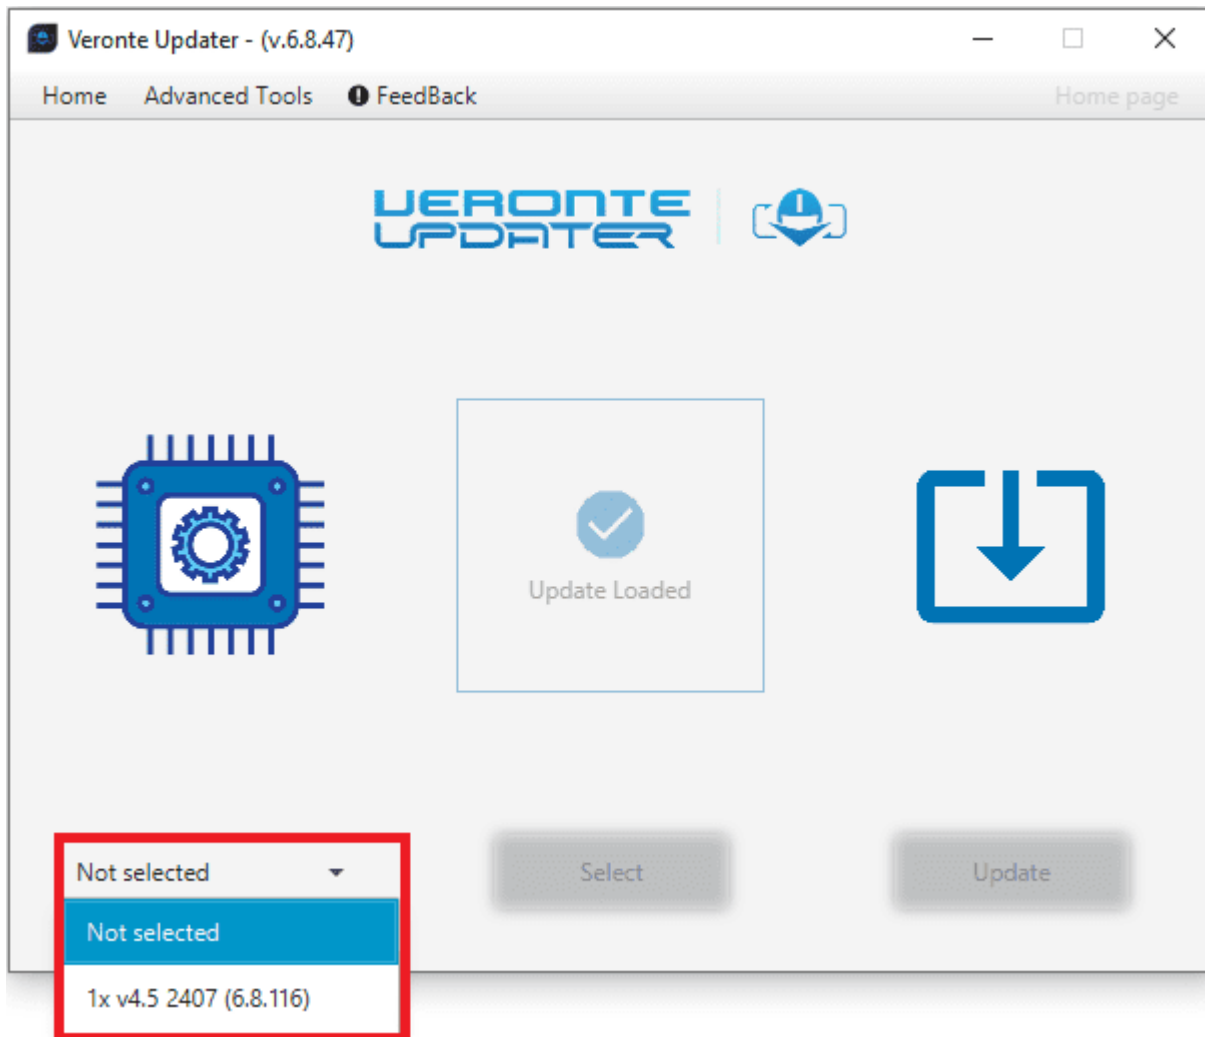 Veronte Updater - (v.6.8.47)
Home Advanced Tools FeedBack Home page
VERONTE
UPDATER
Update Loaded
Not selected Select Update
Not selected
1x v4.5 2407 (6.8.116)